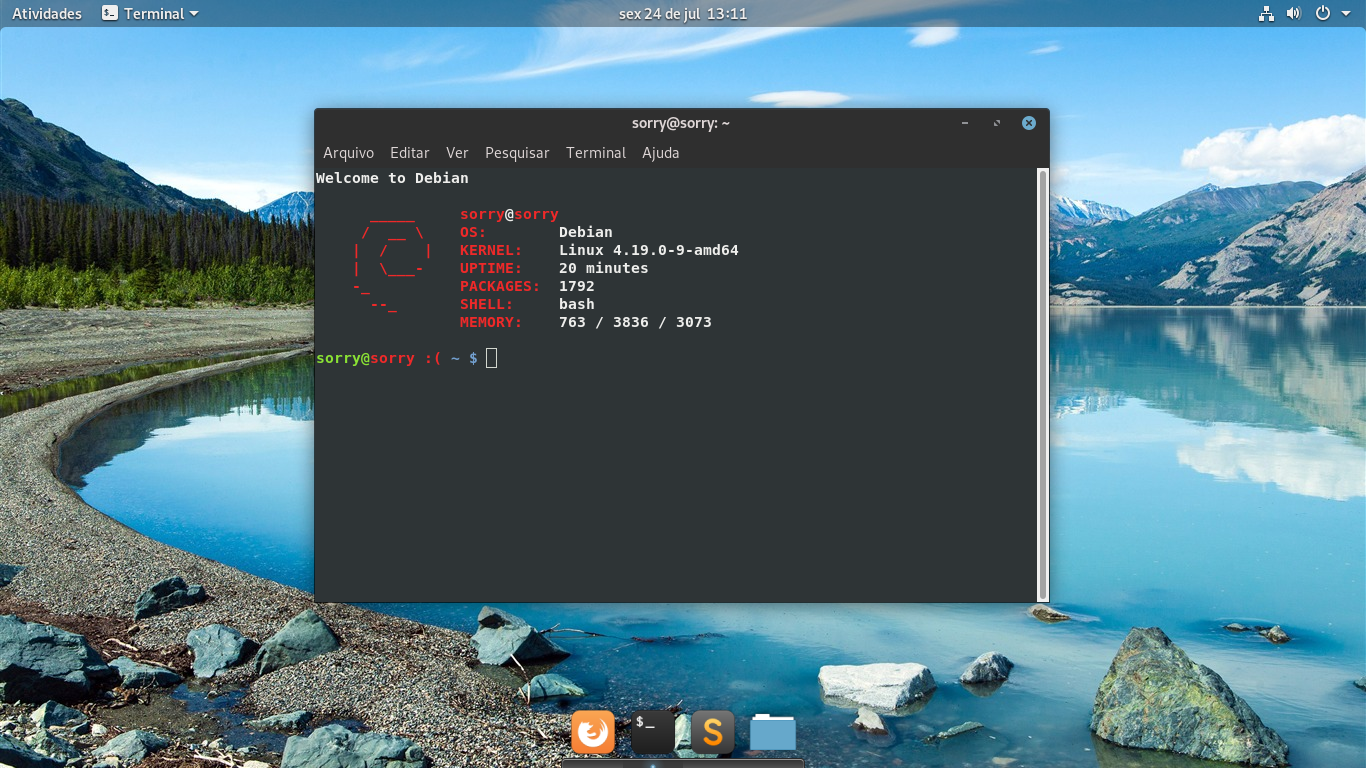 Atividades Terminal sex 24 de jul 13:11
sorry@sorry: ~
Arquivo Editar Ver Pesquisar Terminal Ajuda
Welcome to Debian
sorry@sorry
OS: Debian
KERNEL: Linux 4.19.0-9-amd64
UPTIME: 20 minutes
PACKAGES: 1792
SHELL: bash
MEMORY: 763 / 3836 / 3073
sorry@sorry :( ~ $
$_ S